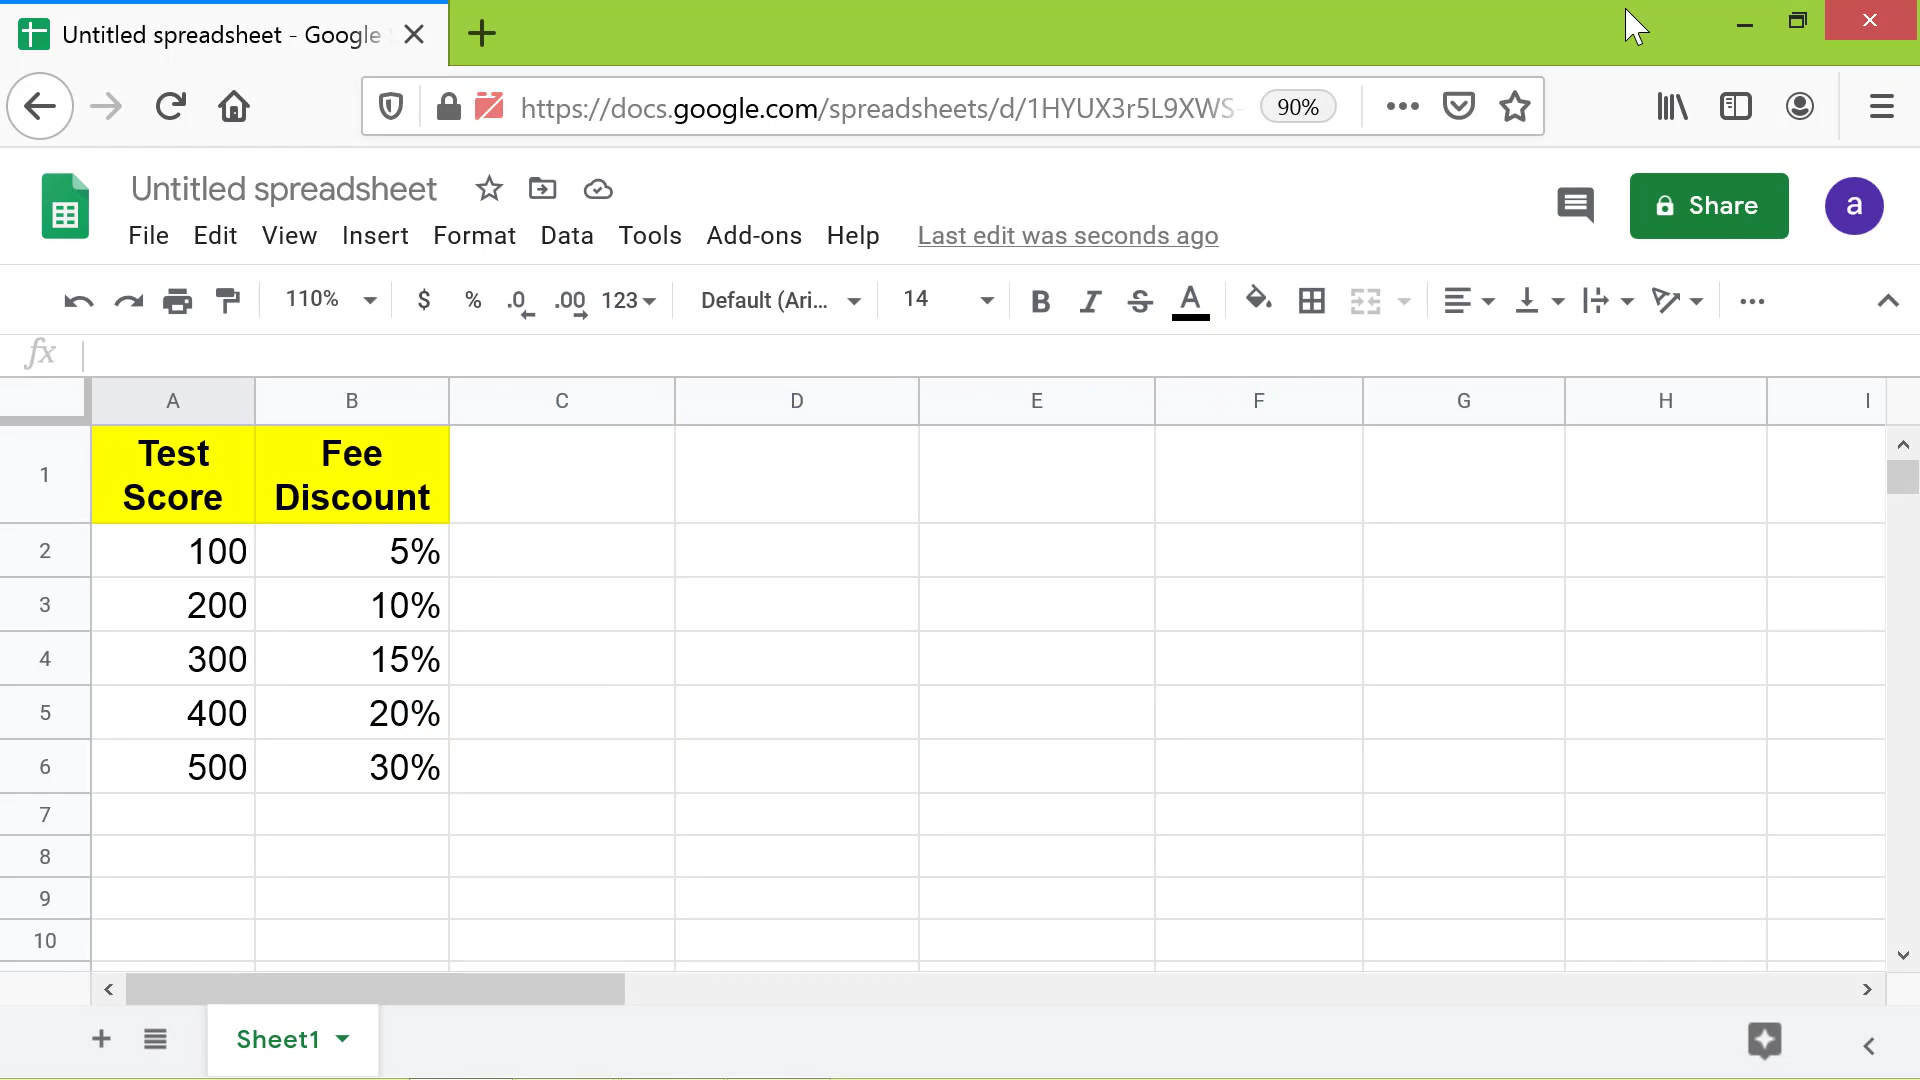 Untitled spreadsheet - Google
https://docs.google.com/spreadsheets/d/1HYUX3r5L9XWS- 90%
Untitled spreadsheet
Share
a
File Edit View Insert Format Data Tools Add-ons Help Last edit was seconds ago
110% $ % .0 .00 123 Default (Ari... 14 B I S A
fx
A B C D E F G H I
1 Test Score Fee Discount
2 100 5%
3 200 10%
4 300 15%
5 400 20%
6 500 30%
7
8
9
10
Sheet1